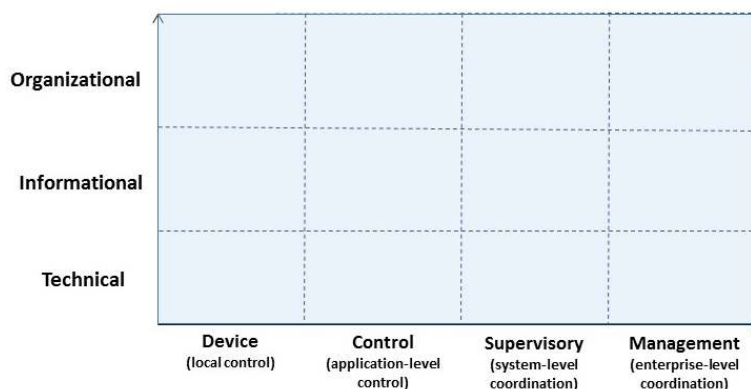 Organizational
Informational
Technical
Device
(local control)
Control
(application-level
control)
Supervisory
(system-level
coordination)
Management
(enterprise-level
coordination)